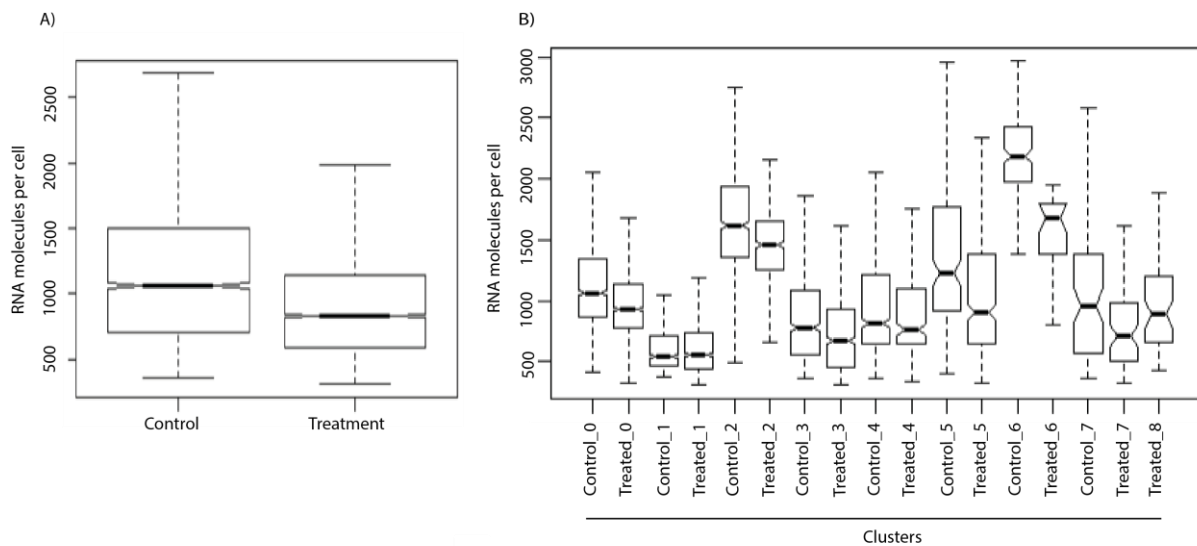 A)
RNA molecules per cell
2500
2000
1500
1000
500
Control
Treatment
B)
RNA molecules per cell
3000
2500
2000
1500
1000
500
Control_0
Treated_0
Control_1
Treated_1
Control_2
Treated_2
Control_3
Treated_3
Control_4
Treated_4
Control_5
Treated_5
Control_6
Treated_6
Control_7
Treated_7
Treated_8
Clusters